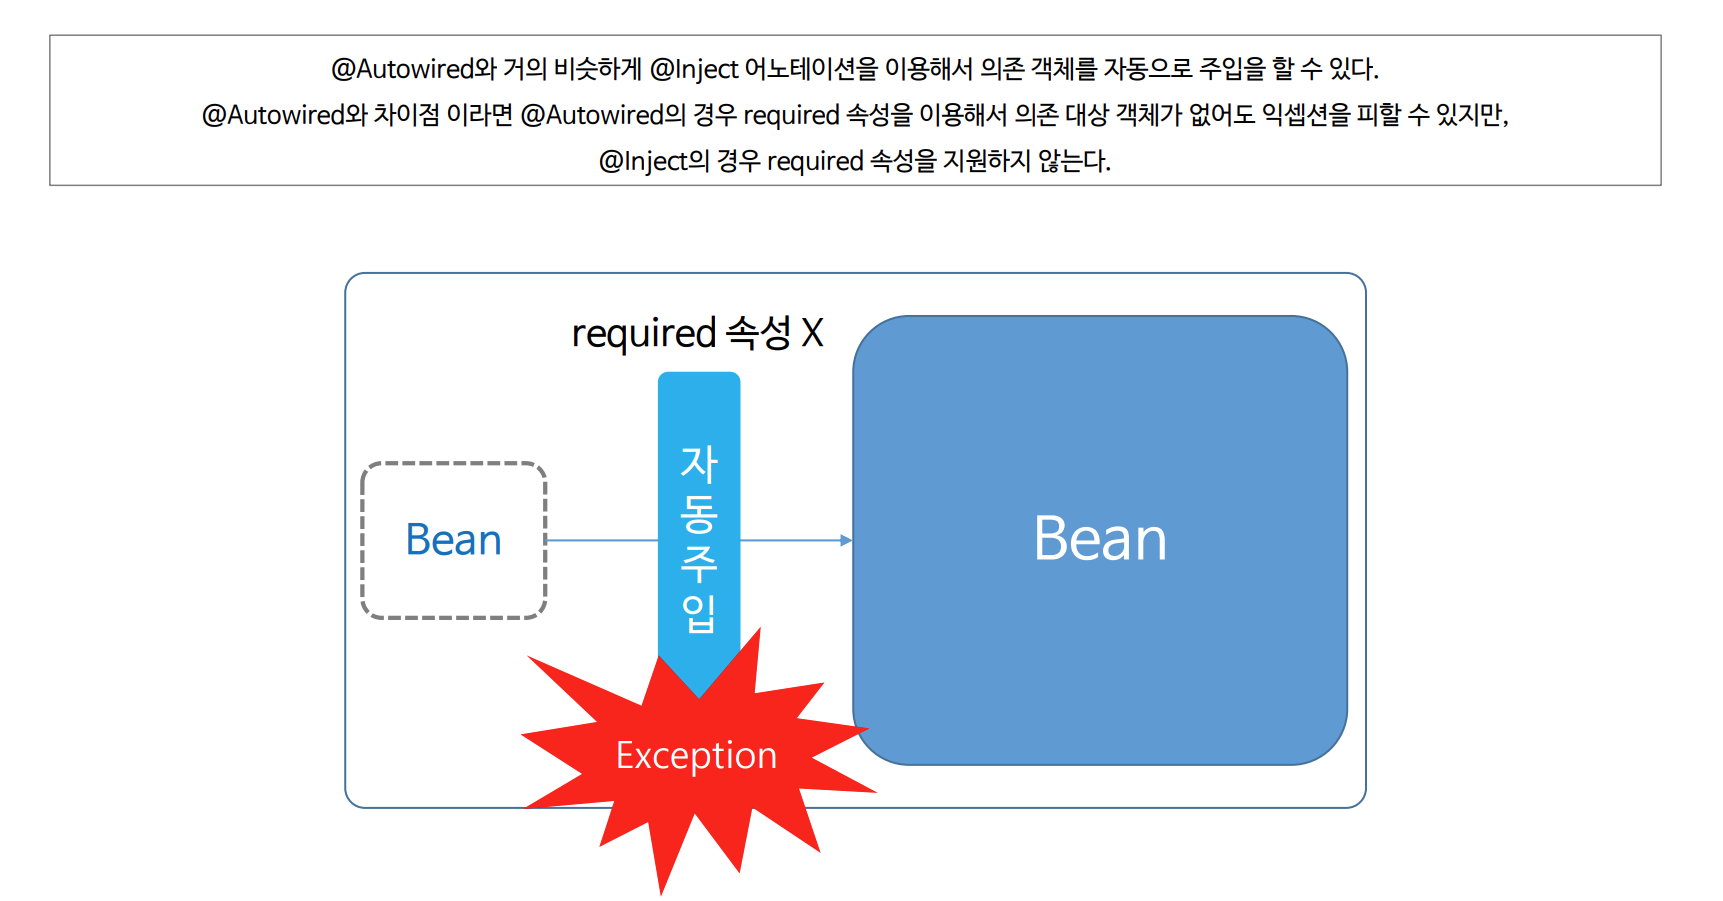 @Autowired와 거의 비슷하게 @Inject 어노테이션을 이용해서 의존 객체를 자동으로 주입을 할 수 있다.
@Autowired와 차이점 이라면 @Autowired의 경우 required 속성을 이용해서 의존 대상 객체가 없어도 익셉션을 피할 수 있지만,
@Inject의 경우 required 속성을 지원하지 않는다.
required 속성 X
자
동
주
입
Bean
Bean
Exception